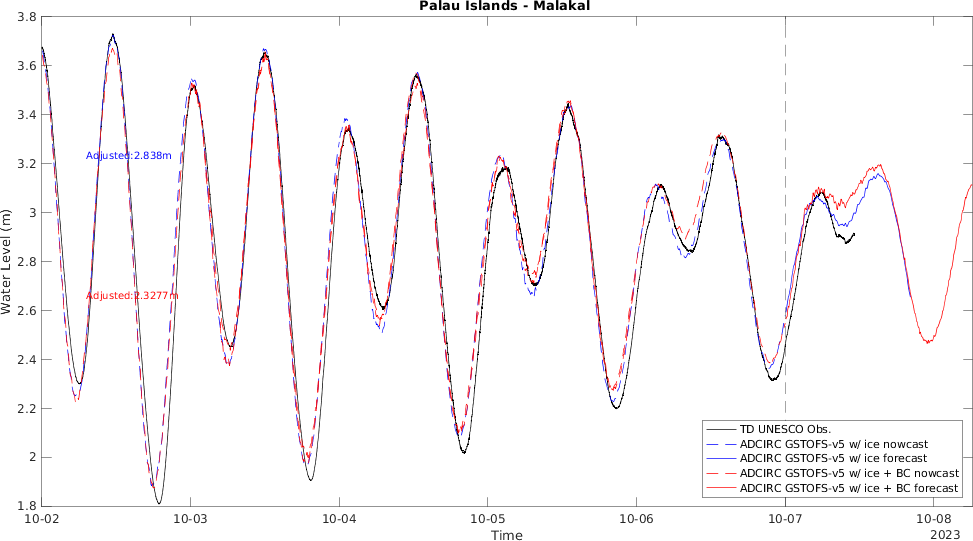 Palau Islands - Malakal
3.8
3.6
3.4
3.2
3
2.8
2.6
2.4
2.2
2
1.8
Water Level (m)
Adjusted:2.838m
Adjusted:2.3277m
TD UNESCO Obs.
ADCIRC GSTOFS-v5 w/ ice nowcast
ADCIRC GSTOFS-v5 w/ ice forecast
ADCIRC GSTOFS-v5 w/ ice + BC nowcast
ADCIRC GSTOFS-v5 w/ ice + BC forecast
10-02 10-03 10-04 10-05 10-06 10-07 10-08
Time
2023